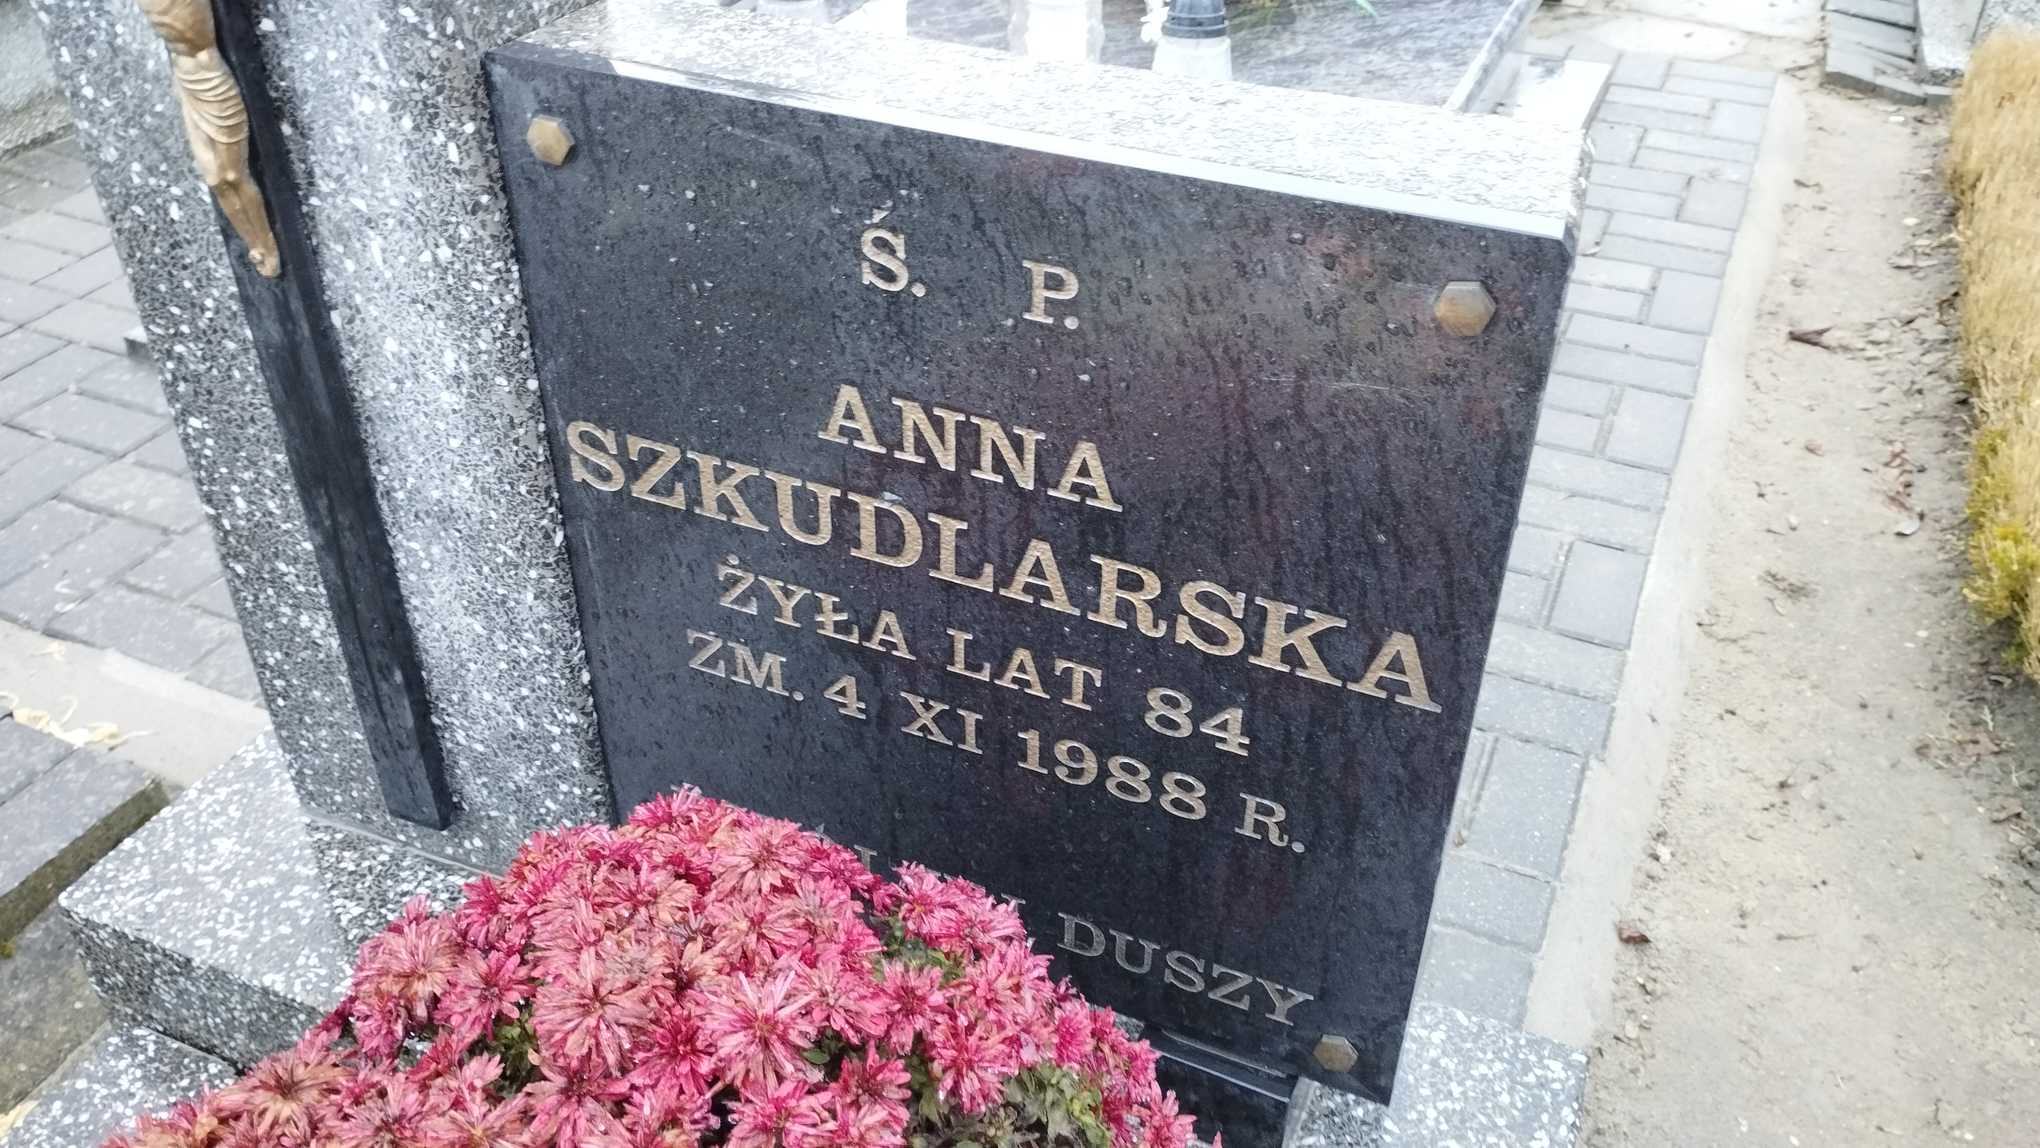 Ś. P.
ANNA
SZKUDLARSKA
ŻYŁA LAT 84
ZM. 4 XI 1988 R.
DUSZY